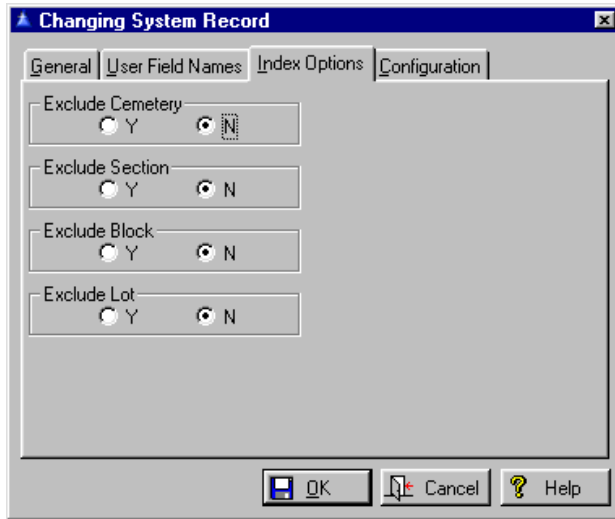 Changing System Record
General User Field Names Index Options Configuration
Exclude Cemetery
Y N
Exclude Section
Y N
Exclude Block
Y N
Exclude Lot
Y N
OK Cancel Help